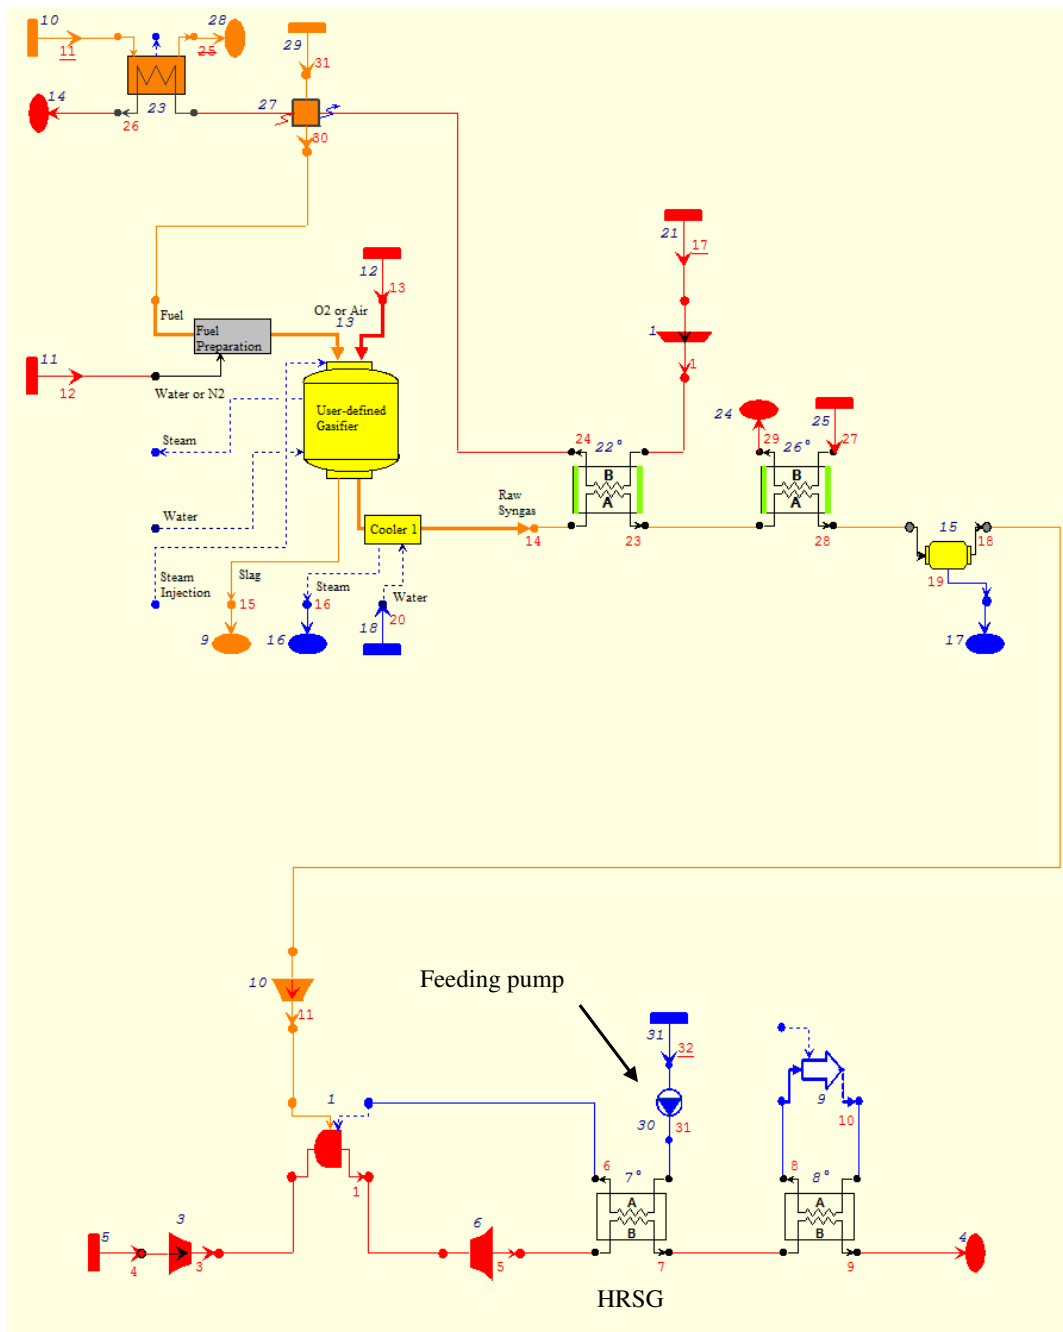 10
28
29
11
25
31
14
23
27
26
30
21
17
12
13
Fuel
O2 or Air
13
Fuel
Preparation
1
1
11
12
Water or N2
User-defined
Gasifier
24
25
Steam
24
22°
29
26°
27
B
A
B
A
Raw
Syngas
Cooler 1
15
Water
14
23
28
18
19
Steam
Injection
Slag
Steam
Water
15
16
20
9
16
18
17
Feeding pump
10
31
11
32
9
1
30
31
10
6
7°
8
8°
A
B
A
B
1
5
3
6
4
4
3
5
7
9
HRSG